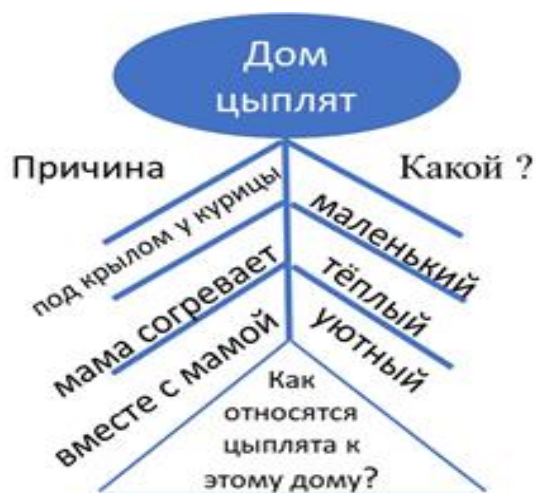 Дом
цыплят
Причина
Какой ?
под крылом у курицы
маленький
мама согревает
тёплый
вместе с мамой
уютный
Как
относятся
цыплята к
этому дому?